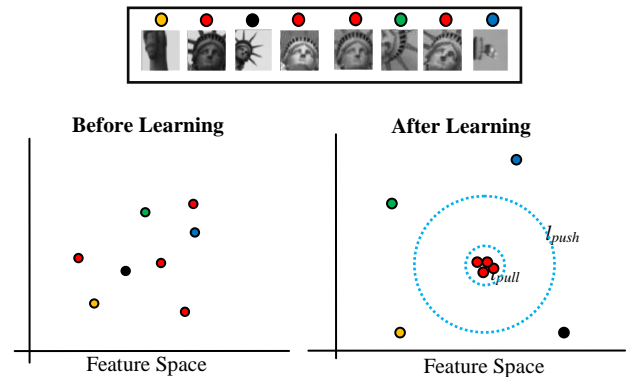 Before Learning
After Learning
l_push
l_pull
Feature Space
Feature Space